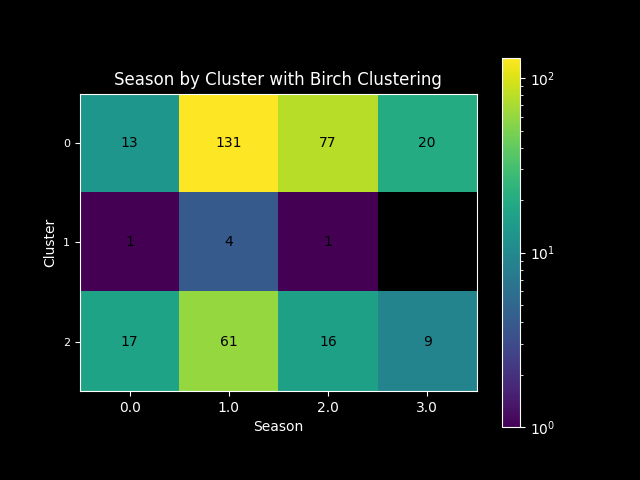 Season by Cluster with Birch Clustering
Cluster
0
13 131 77 20
1
1 4 1
2
17 61 16 9
0.0 1.0 2.0 3.0
Season
10²
10¹
10⁰